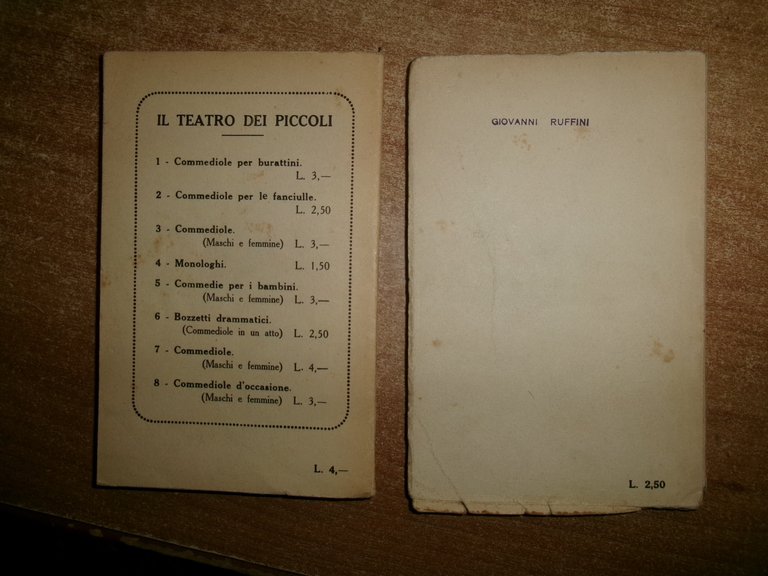 IL TEATRO DEI PICCOLI
1 - Commediole per burattini.
L. 3,—
2 - Commediole per le fanciulle.
L. 2,50
3 - Commediole.
(Maschi e femmine) L. 3,—
4 - Monologhi. L. 1,50
5 - Commedie per i bambini.
(Maschi e femmine) L. 3,—
6 - Bozzetti drammatici.
(Commediole in un atto) L. 2,50
7 - Commediole.
(Maschi e femmine) L. 4,—
8 - Commediole d'occasione.
(Maschi e femmine) L. 3,—
L. 4,—
GIOVANNI RUFFINI
L. 2,50